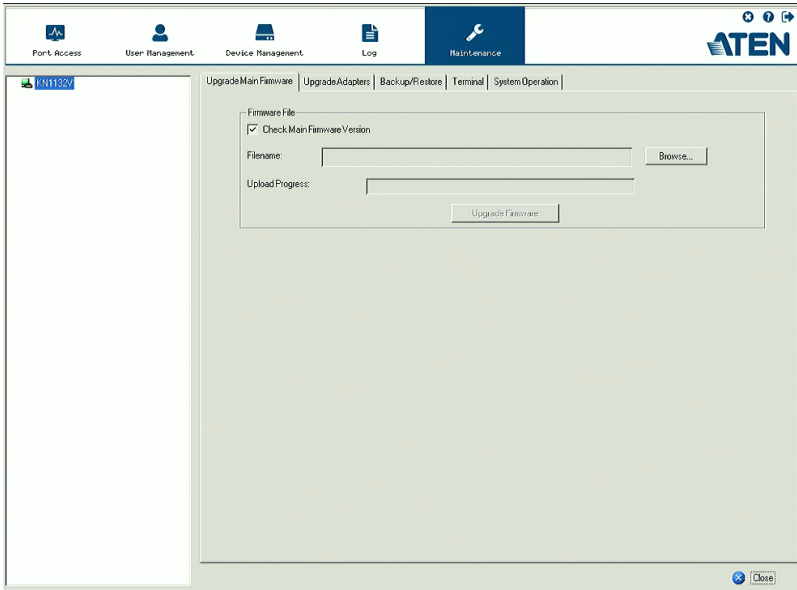 Port Access
User Management
Device Management
Log
Maintenance
ATEN
KN1132V
Upgrade Main Firmware
Upgrade Adapters
Backup/Restore
Terminal
System Operation
Firmware File
Check Main Firmware Version
Filename:
Browse...
Upload Progress:
Upgrade Firmware
Close